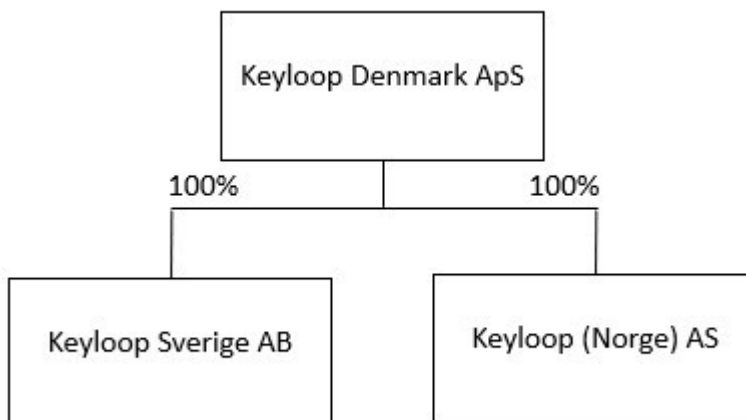 Keyloop Denmark ApS
100%
100%
Keyloop Sverige AB
Keyloop (Norge) AS